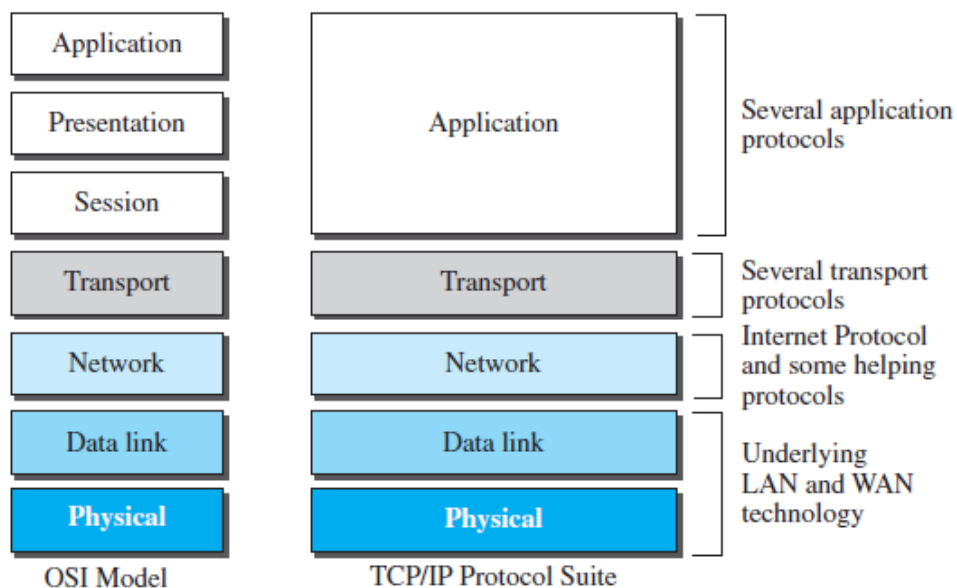 Application
Presentation
Session
Transport
Network
Data link
Physical
OSI Model
Application
Transport
Network
Data link
Physical
TCP/IP Protocol Suite
Several application
protocols
Several transport
protocols
Internet Protocol
and some helping
protocols
Underlying
LAN and WAN
technology